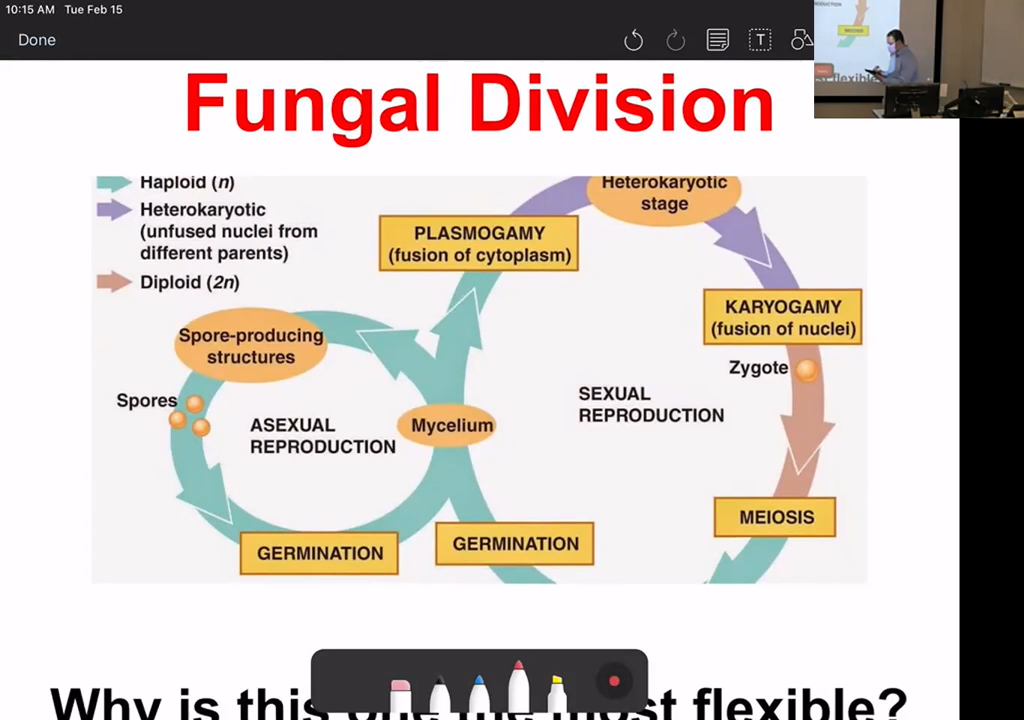 10:15 AM Tue Feb 15
Done
T
Fungal Division
Haploid (n)
Heterokaryotic
(unfused nuclei from
different parents)
Diploid (2n)
Heterokaryotic
stage
PLASMOGAMY
(fusion of cytoplasm)
KARYOGAMY
(fusion of nuclei)
Zygote
Spore-producing
structures
Spores
ASEXUAL
REPRODUCTION
Mycelium
SEXUAL
REPRODUCTION
MEIOSIS
GERMINATION
GERMINATION
Why is this one the most flexible?